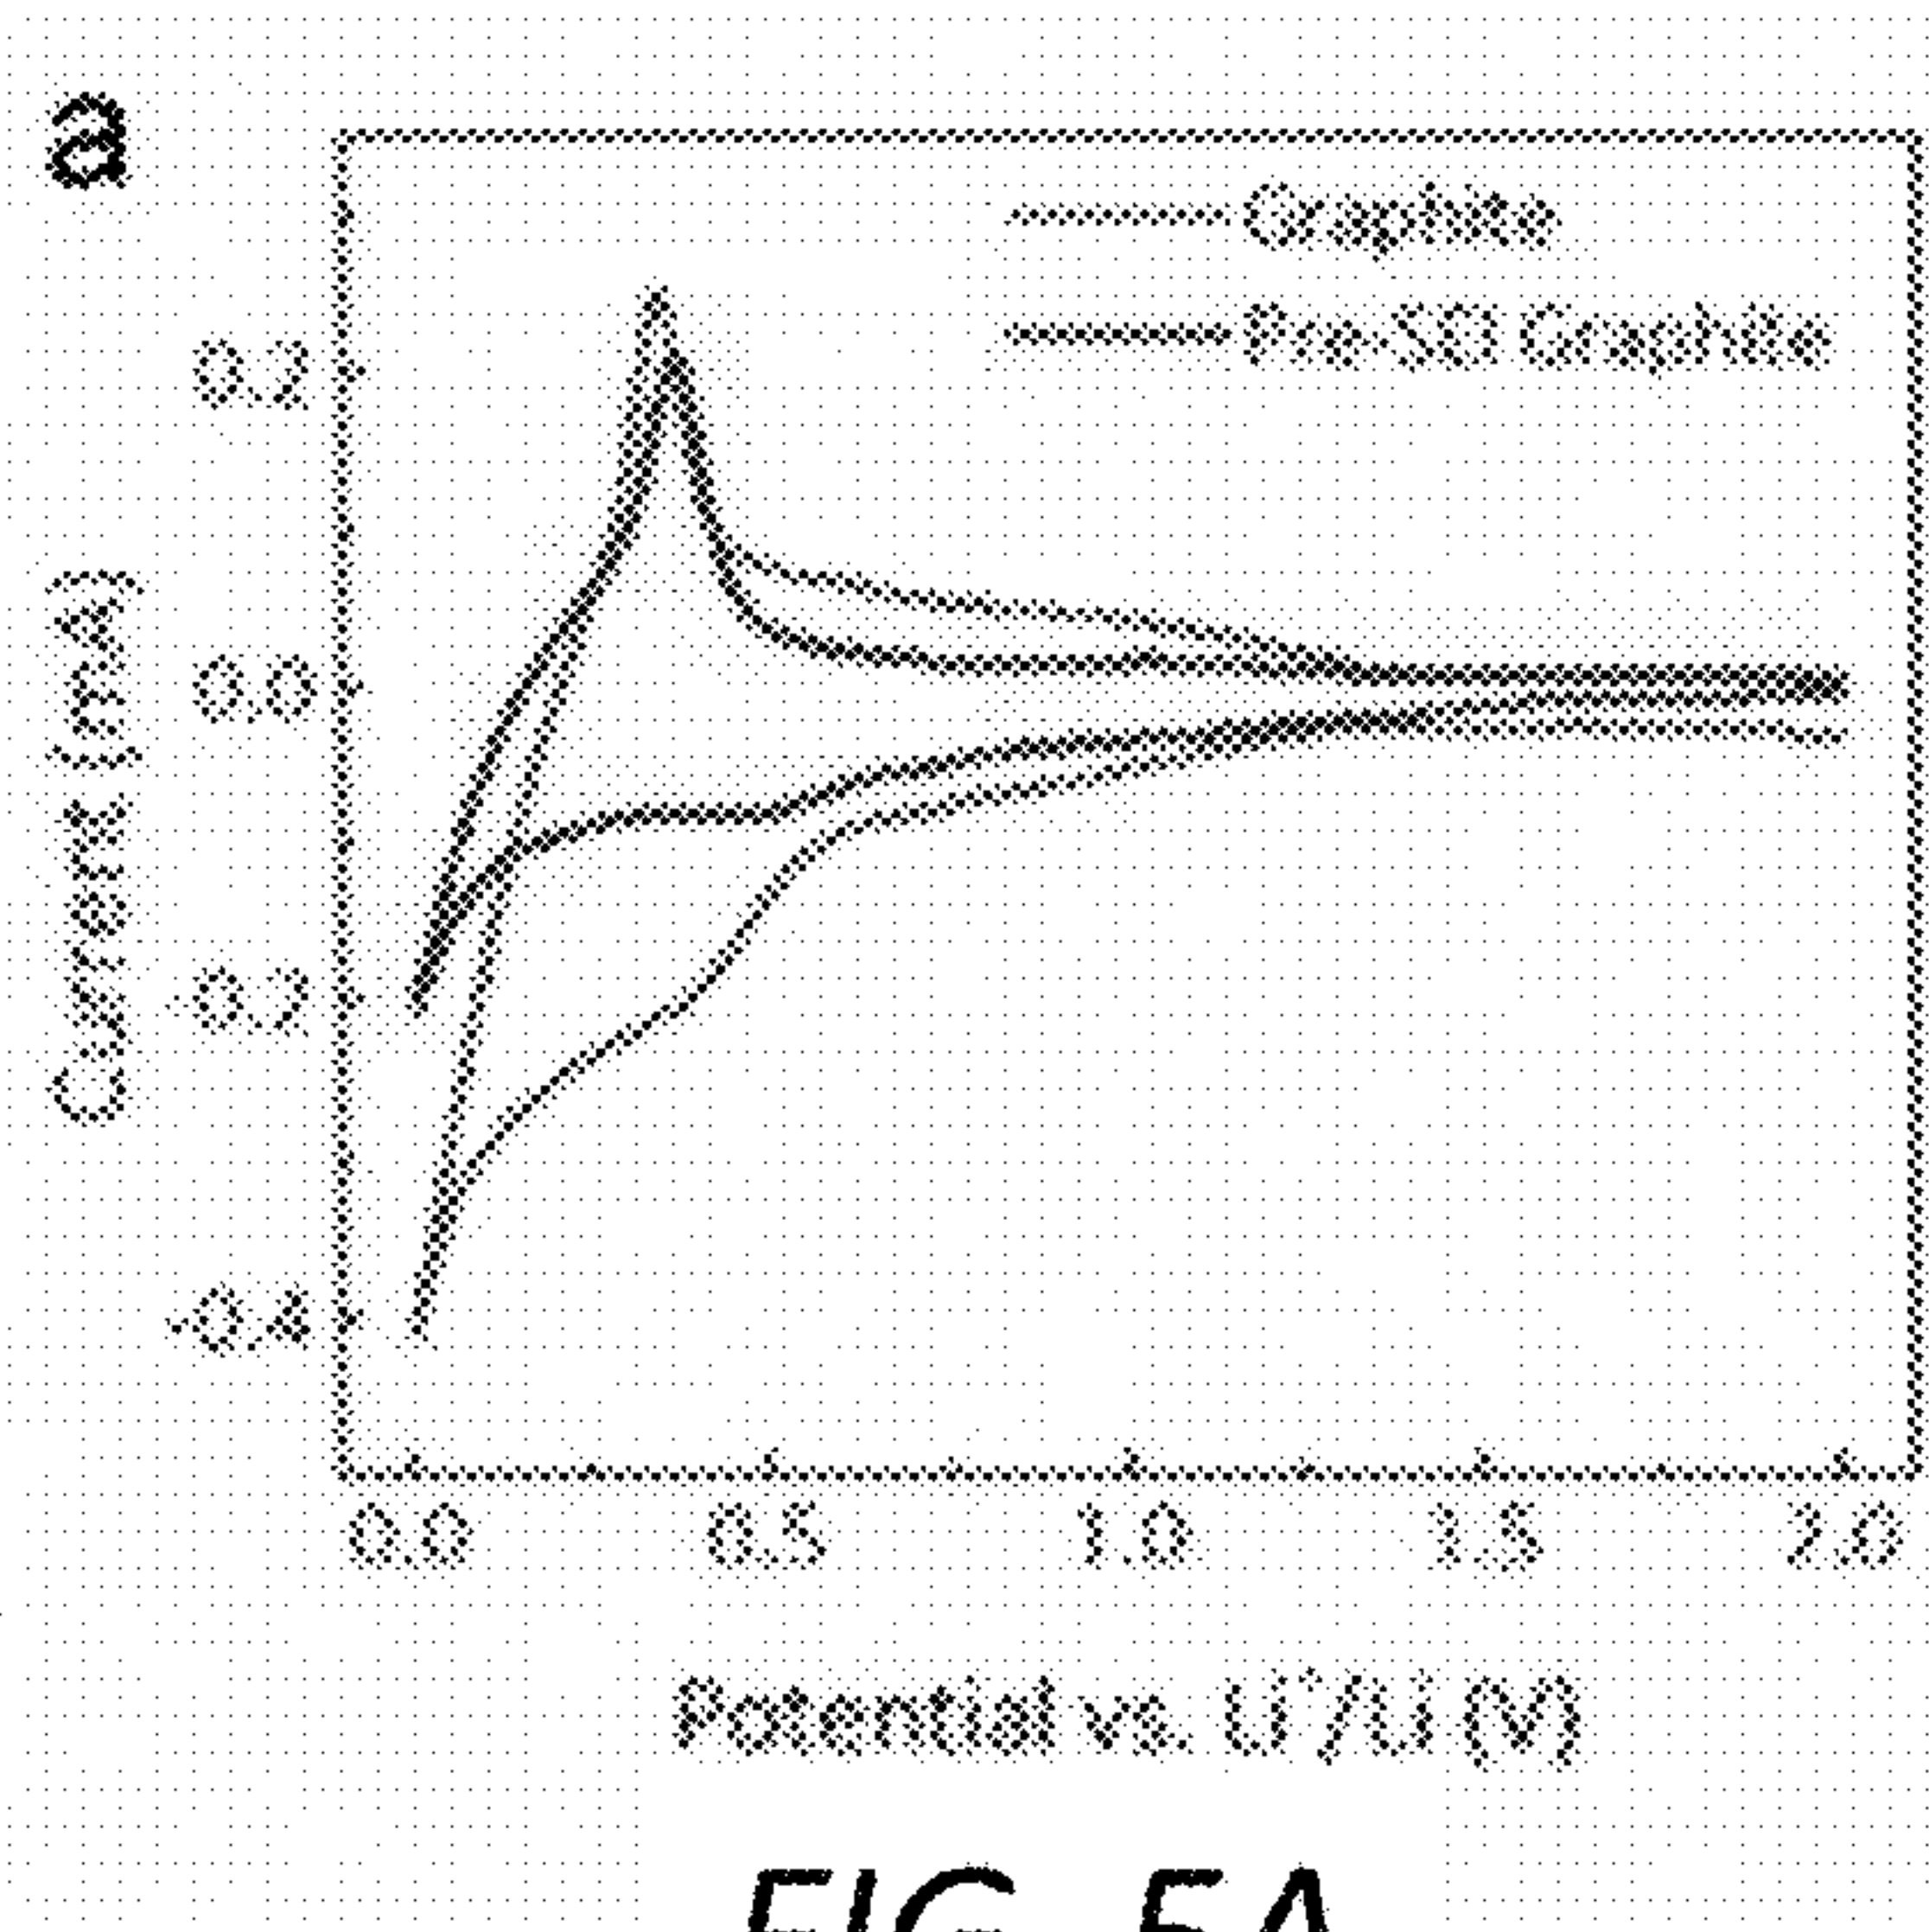 a
Graphite
Pre-SEI Graphite
0.2
0.0
-0.2
-0.4
Current (mA)
0.0 0.5 1.0 1.5 2.0
Potential vs. Li⁺/Li (V)
FIG. 5A